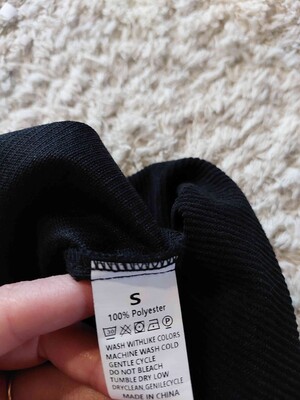 S
100% Polyester
WASH WITHLIKE COLORS
MACHINE WASH COLD
GENTLE CYCLE
DO NOT BLEACH
TUMBLE DRY LOW
DRYCLEAN,GENILECYCLE
MADE IN CHINA